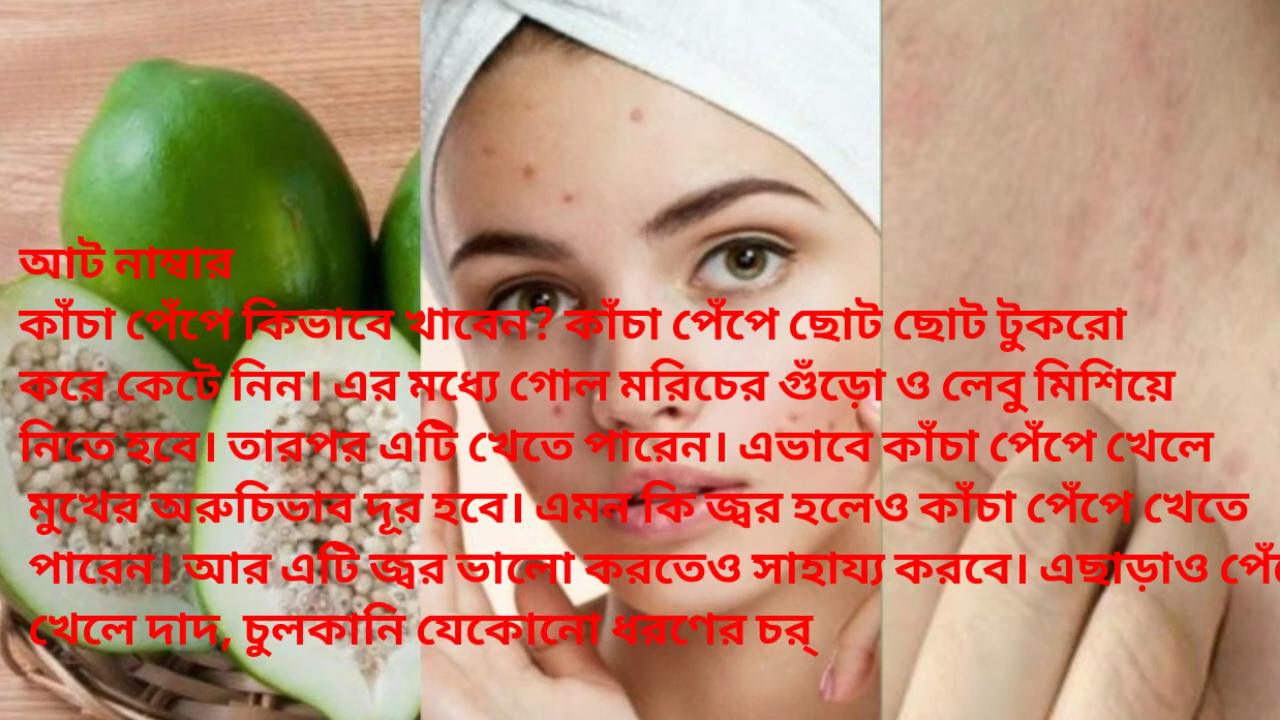 আট নাম্বার
কাঁচা পেঁপে কিভাবে খাবেন? কাঁচা পেঁপে ছোট ছোট টুকরো
করে কেটে নিন। এর মধ্যে গোল মরিচের গুঁড়ো ও লেবু মিশিয়ে
নিতে হবে। তারপর এটি খেতে পারেন। এভাবে কাঁচা পেঁপে খেলে
মুখের অরুচিভাব দূর হবে। এমন কি জ্বর হলেও কাঁচা পেঁপে খেতে
পারেন। আর এটি জ্বর ভালো করতেও সাহায্য করবে। এছাড়াও
খেলে দাদ, চুলকানি যেকোনো ধরণের চর্